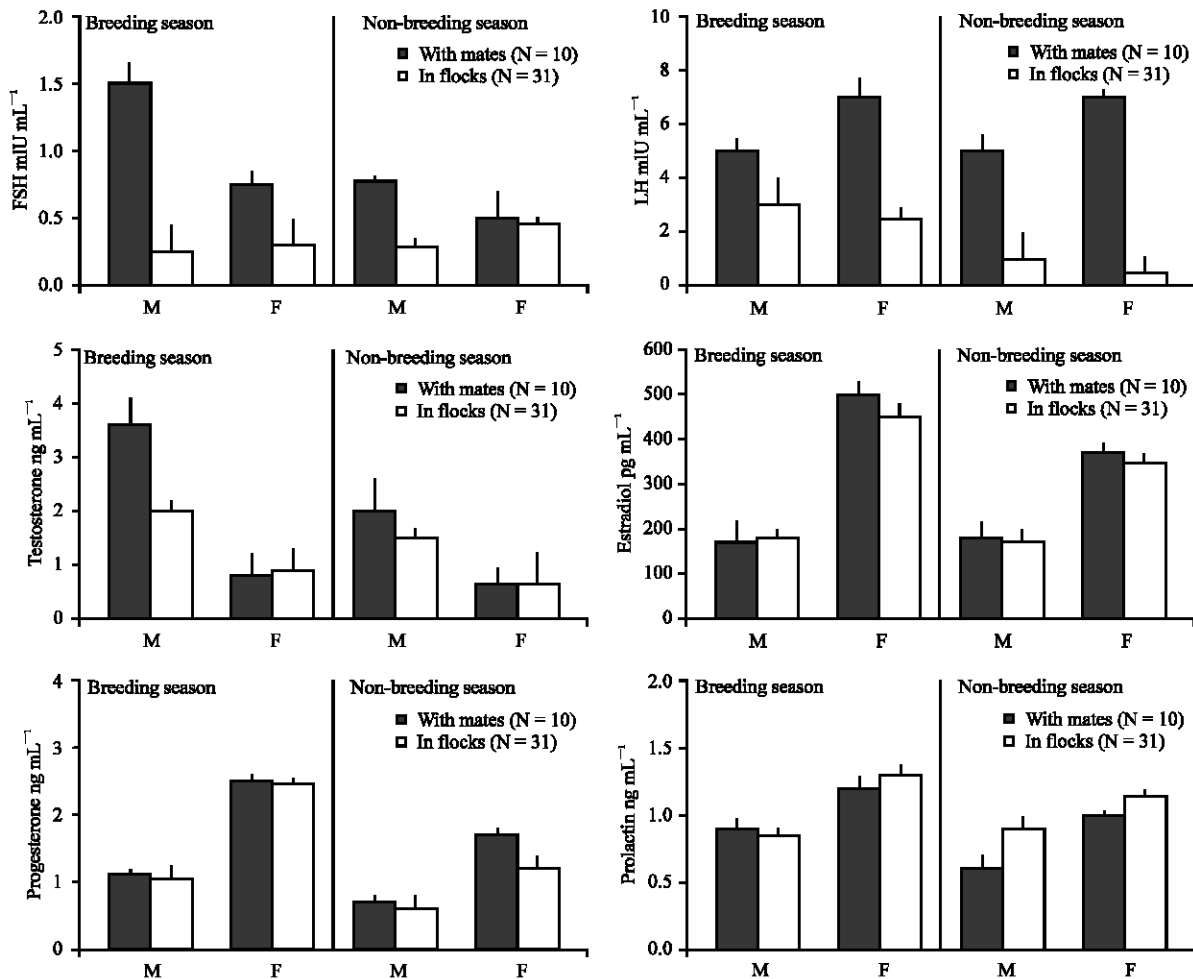 Breeding season
Non-breeding season
With mates (N = 10)
In flocks (N = 31)
FSH mIU mL⁻¹
2.0
1.5
1.0
0.5
0.0
M
F
M
F
Breeding season
Non-breeding season
With mates (N = 10)
In flocks (N = 31)
LH mIU mL⁻¹
10
8
6
4
2
0
M
F
M
F
Breeding season
Non-breeding season
With mates (N = 10)
In flocks (N = 31)
Testosterone ng mL⁻¹
5
4
3
2
1
0
M
F
M
F
Breeding season
Non-breeding season
With mates (N = 10)
In flocks (N = 31)
Estradiol pg mL⁻¹
600
500
400
300
200
100
0
M
F
M
F
Breeding season
Non-breeding season
With mates (N = 10)
In flocks (N = 31)
Progesterone ng mL⁻¹
4
3
2
1
0
M
F
M
F
Breeding season
Non-breeding season
With mates (N = 10)
In flocks (N = 31)
Prolactin ng mL⁻¹
2.0
1.5
1.0
0.5
0.0
M
F
M
F